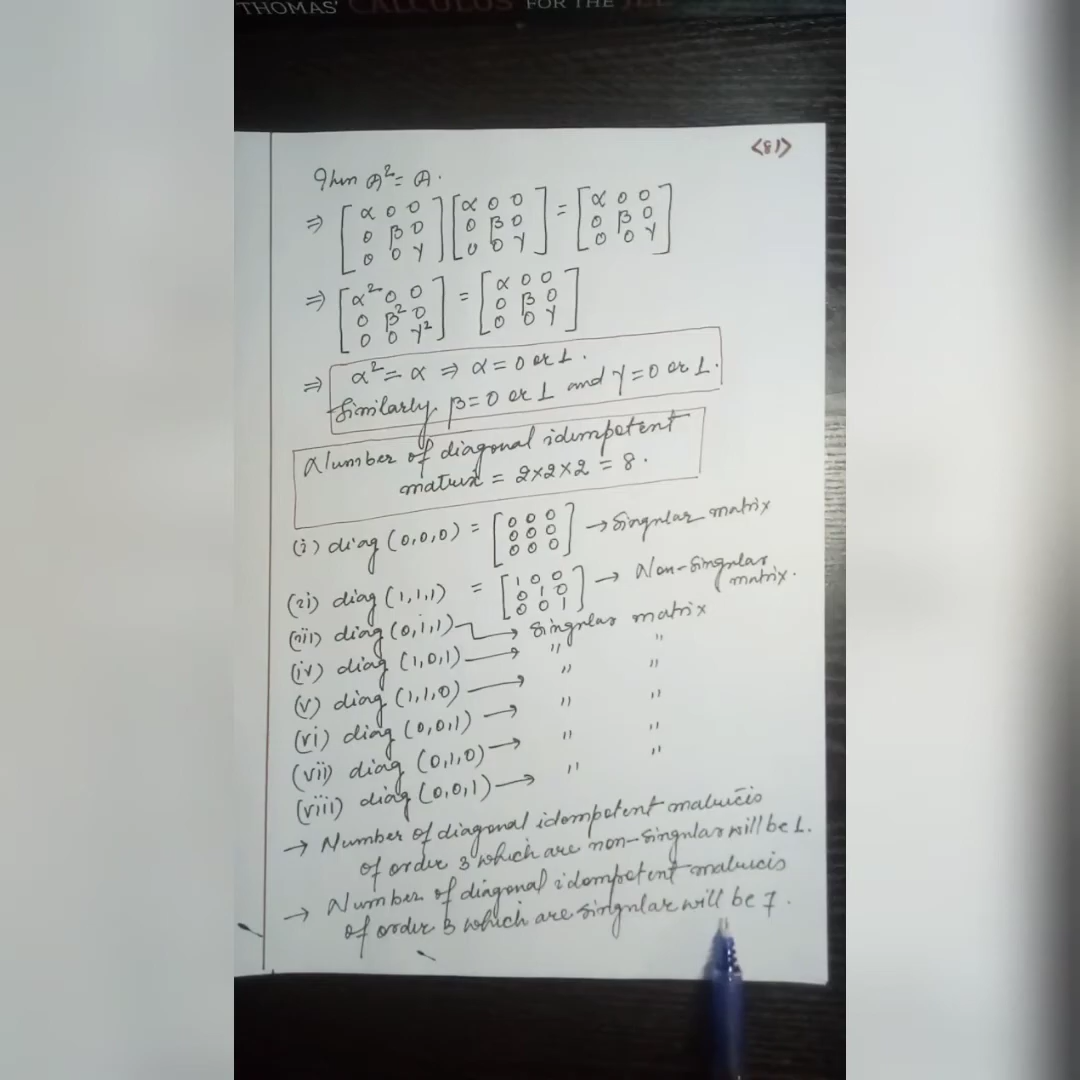 THOMAS' CALCULUS FOR THE JEE
<81>
Then A² = A.
⇒ [α 0 0; 0 β 0; 0 0 γ] [α 0 0; 0 β 0; 0 0 γ] = [α 0 0; 0 β 0; 0 0 γ]
⇒ [α² 0 0; 0 β² 0; 0 0 γ²] = [α 0 0; 0 β 0; 0 0 γ]
⇒ α² = α ⇒ α = 0 or 1.
Similarly β = 0 or 1 and γ = 0 or 1.
Number of diagonal idempotent
matrix = 2×2×2 = 8.
(i) diag (0,0,0) = [0 0 0; 0 0 0; 0 0 0] → Singular matrix
(ii) diag (1,1,1) = [1 0 0; 0 1 0; 0 0 1] → Non-singular
matrix.
(iii) diag (0,1,1) → Singular matrix
(iv) diag (1,0,1) → " "
(v) diag (1,1,0) → " "
(vi) diag (0,0,1) → " "
(vii) diag (0,1,0) → " "
(viii) diag (0,0,1) → " "
→ Number of diagonal idempotent matrices
of order 3 which are non-singular will be 1.
→ Number of diagonal idempotent matrices
of order 3 which are singular will be 7.